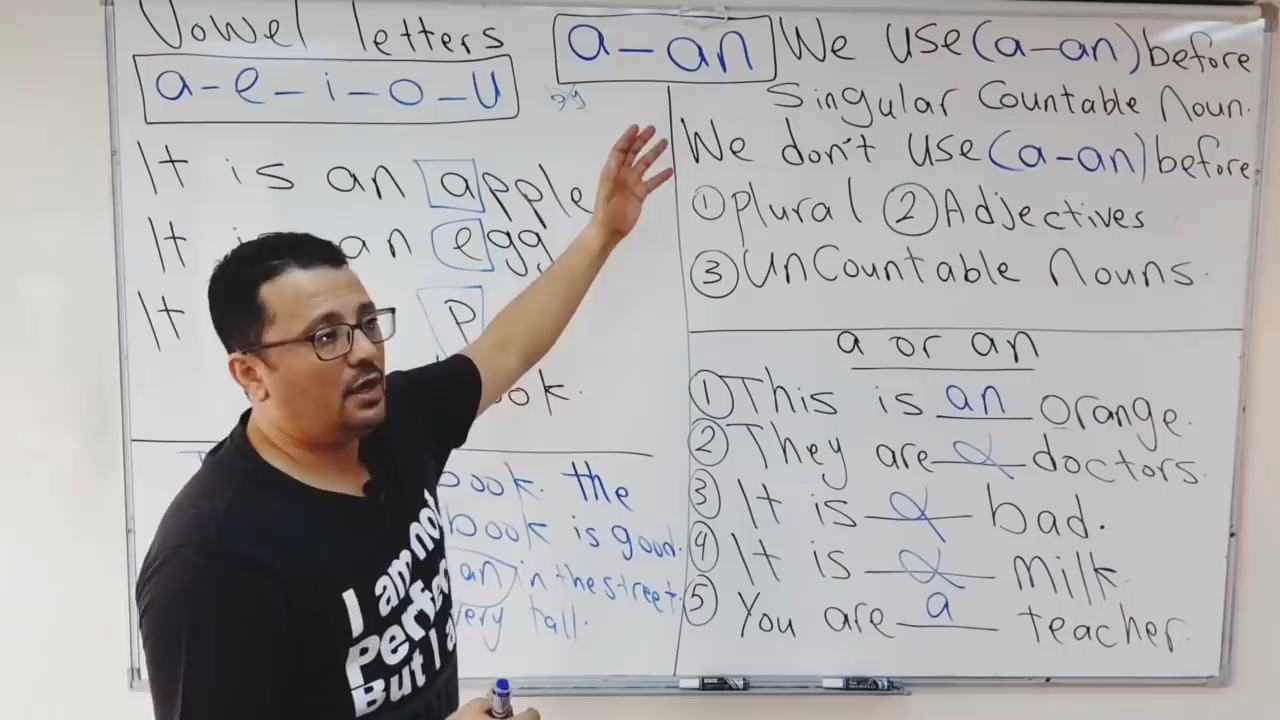 Vowel letters
a-e-i-o-u
It is an apple
It is an egg
It
book.
book. the
book is good.
an in the street.
very tall.
a-an
We use (a-an) before
Singular Countable Noun.
We don't use (a-an) before
① plural ② Adjectives
③ UnCountable Nouns.
a or an
① This is an orange.
② They are doctors.
③ It is bad.
④ It is milk
⑤ You are a teacher.
I am not
Perfect
But I a